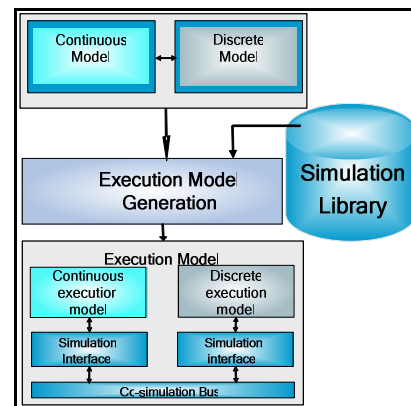 Continuous
Model
Discrete
Model
Execution Model
Generation
Simulation
Library
Execution Model
Continuous
execution
model
Discrete
execution
model
Simulation
Interface
Simulation
interface
Co-simulation Bus